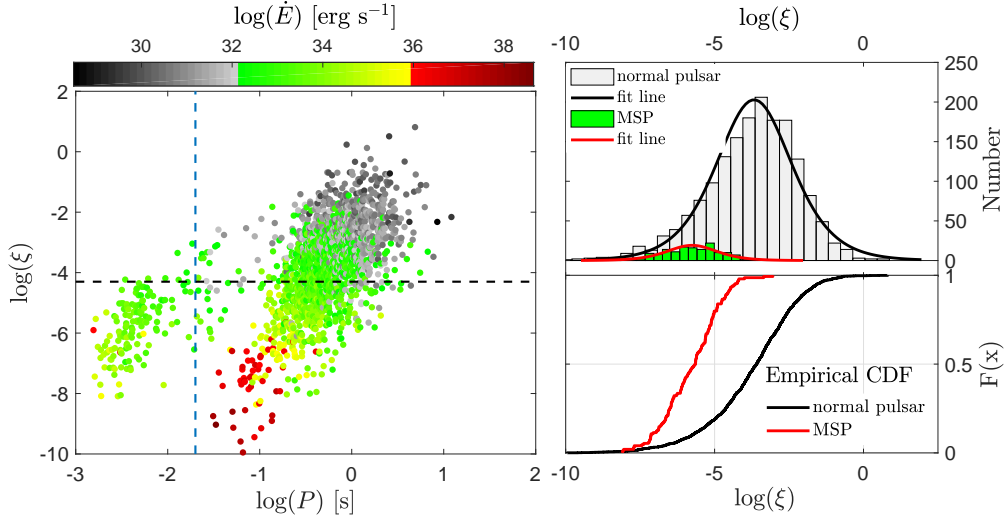 log(Ė) [erg s⁻¹]
30 32 34 36 38
2
0
-2
-4
-6
-8
-10
log(ξ)
-3 -2 -1 0 1 2
log(P) [s]
log(ξ)
-10 -5 0
normal pulsar
fit line
MSP
fit line
250
200
150
100
50
0
Number
1
0.5
0
F(x)
Empirical CDF
normal pulsar
MSP
-10 -5 0
log(ξ)